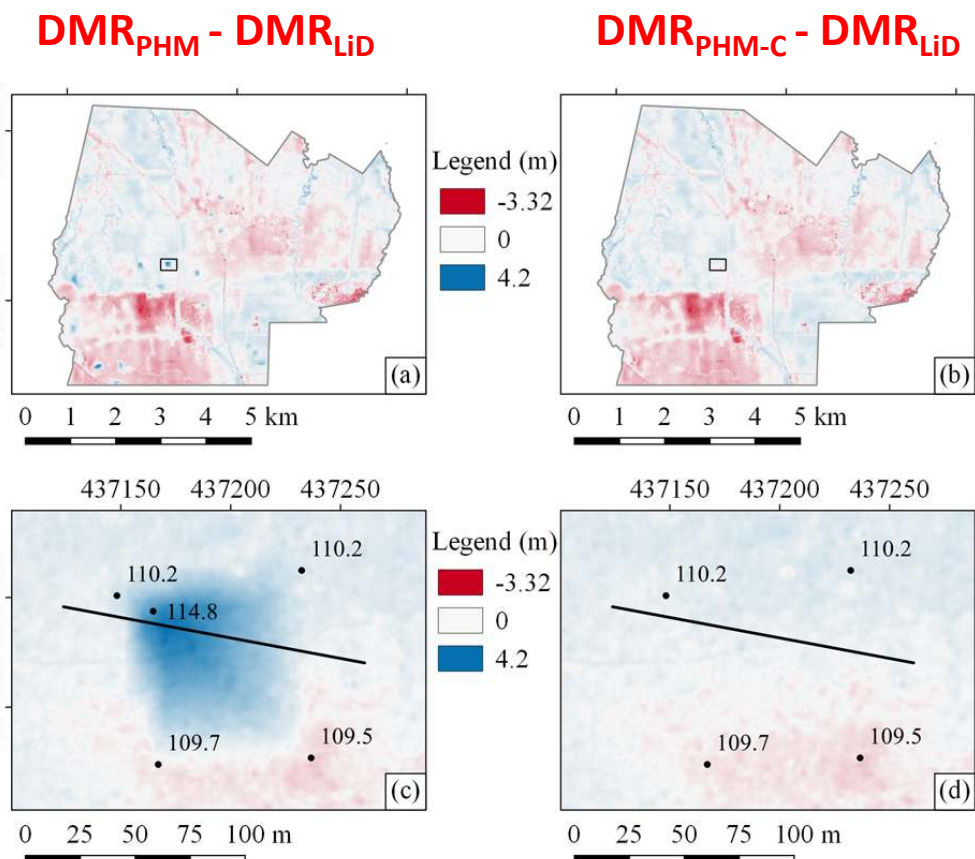 DMRPHM - DMRLiD
DMRPHM-C - DMRLiD
Legend (m)
-3.32
0
4.2
(a)
(b)
0 1 2 3 4 5 km
0 1 2 3 4 5 km
437150 437200 437250
437150 437200 437250
Legend (m)
-3.32
0
4.2
110.2
110.2
114.8
109.7
109.5
(c)
110.2
110.2
109.7
109.5
(d)
0 25 50 75 100 m
0 25 50 75 100 m